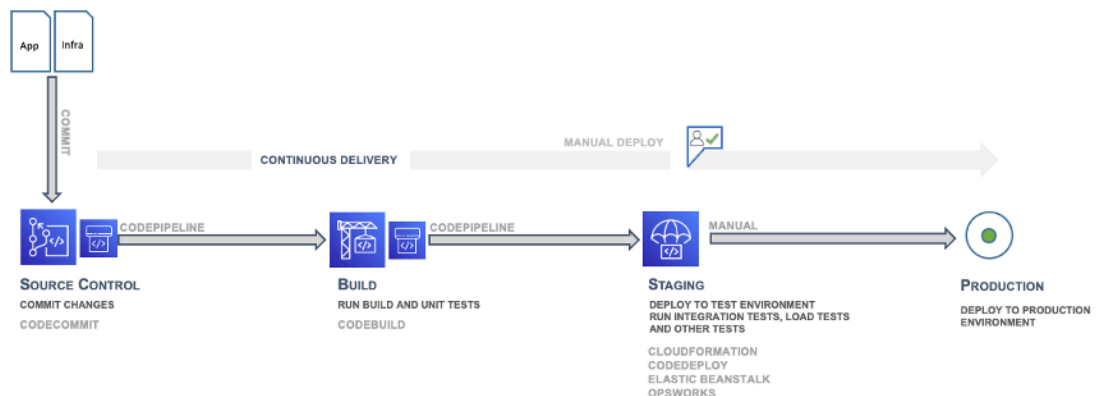 App
Infra
COMMIT
MANUAL DEPLOY
CONTINUOUS DELIVERY
CODEPIPELINE
CODEPIPELINE
MANUAL
SOURCE CONTROL
COMMIT CHANGES
CODECOMMIT
BUILD
RUN BUILD AND UNIT TESTS
CODEBUILD
STAGING
DEPLOY TO TEST ENVIRONMENT
RUN INTEGRATION TESTS, LOAD TESTS
AND OTHER TESTS
CLOUDFORMATION
CODEDEPLOY
ELASTIC BEANSTALK
OPSWORKS
PRODUCTION
DEPLOY TO PRODUCTION
ENVIRONMENT